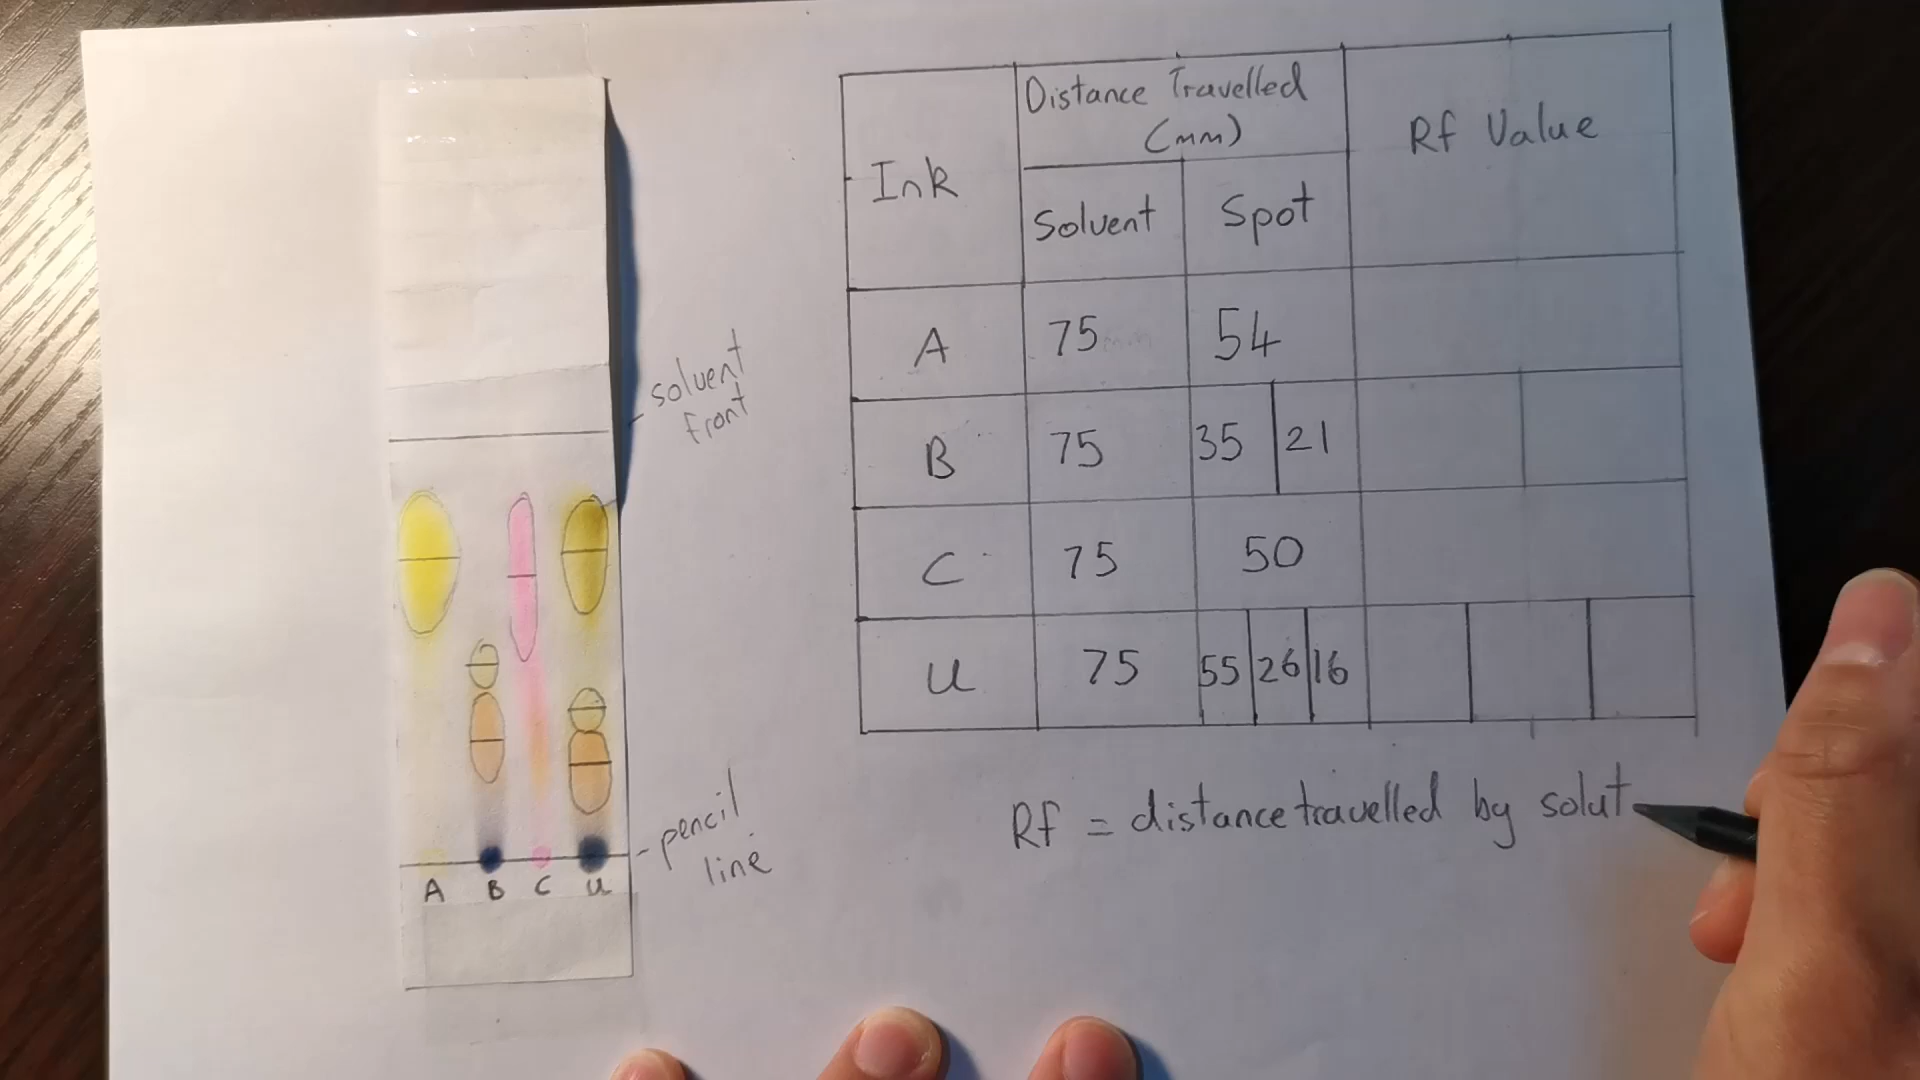 solvent
front
A B C U
pencil
line
Ink
Distance Travelled
(mm)
Rf Value
Solvent Spot
A 75 54
B 75 35 21
C 75 50
U 75 55 26 16
Rf = distance travelled by solut